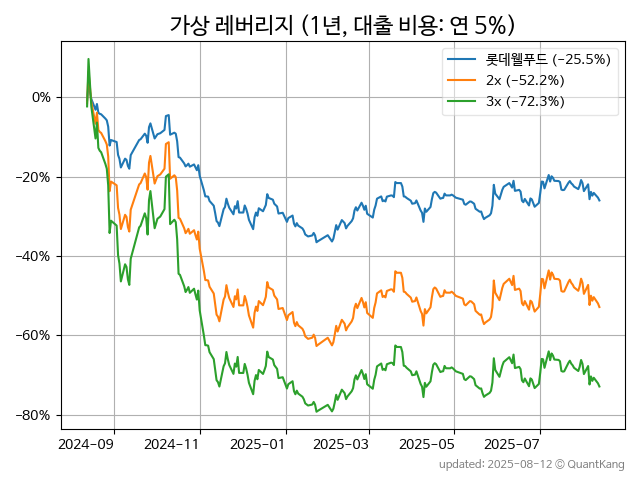 가상 레버리지 (1년, 대출 비용: 연 5%)
롯데웰푸드 (-25.5%)
2x (-52.2%)
3x (-72.3%)
0%
-20%
-40%
-60%
-80%
2024-09 2024-11 2025-01 2025-03 2025-05 2025-07
updated: 2025-08-12 © QuantKang